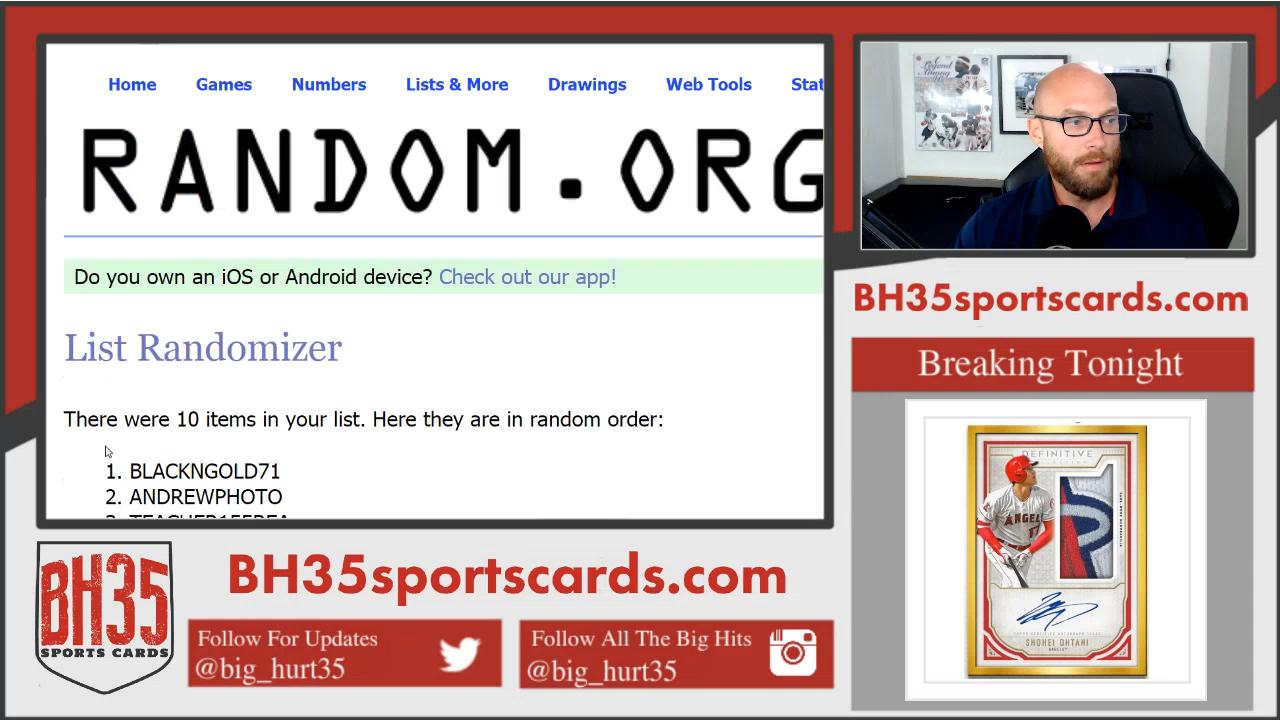 Home Games Numbers Lists & More Drawings Web Tools Stat
RANDOM.ORG
Do you own an iOS or Android device? Check out our app!
List Randomizer
There were 10 items in your list. Here they are in random order:
1. BLACKNGOLD71
2. ANDREWPHOTO
BH35sportscards.com
Breaking Tonight
DEFINITIVE
ANGELS
17
SHOHEI OHTANI
BH35
SPORTS CARDS
BH35sportscards.com
Follow For Updates
@big_hurt35
Follow All The Big Hits
@big_hurt35